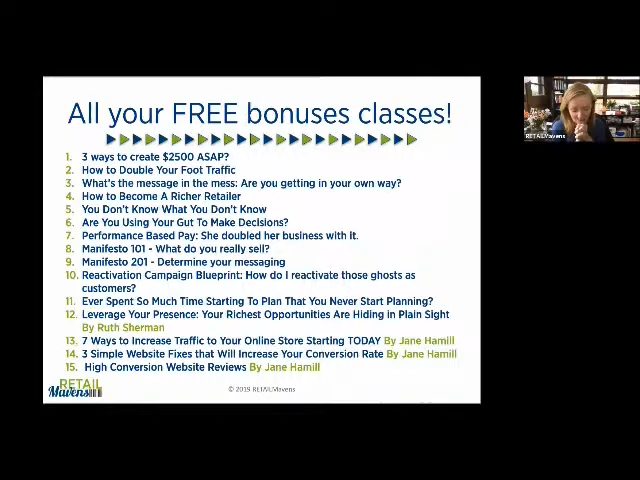 All your FREE bonuses classes!
1. 3 ways to create $2500 ASAP?
2. How to Double Your Foot Traffic
3. What's the message in the mess: Are you getting in your own way?
4. How to Become A Richer Retailer
5. You Don't Know What You Don't Know
6. Are You Using Your Gut To Make Decisions?
7. Performance Based Pay: She doubled her business with it.
8. Manifesto 101 - What do you really sell?
9. Manifesto 201 - Determine your messaging
10. Reactivation Campaign Blueprint: How do I reactivate those ghosts as
customers?
11. Ever Spent So Much Time Starting To Plan That You Never Start Planning?
12. Leverage Your Presence: Your Richest Opportunities Are Hiding in Plain Sight
By Ruth Sherman
13. 7 Ways to Increase Traffic to Your Online Store Starting TODAY By Jane Hamill
14. 3 Simple Website Fixes that Will Increase Your Conversion Rate By Jane Hamill
15. High Conversion Website Reviews By Jane Hamill
RETAIL
Mavens
© 2019 RETAILMavens
RETAILMavens